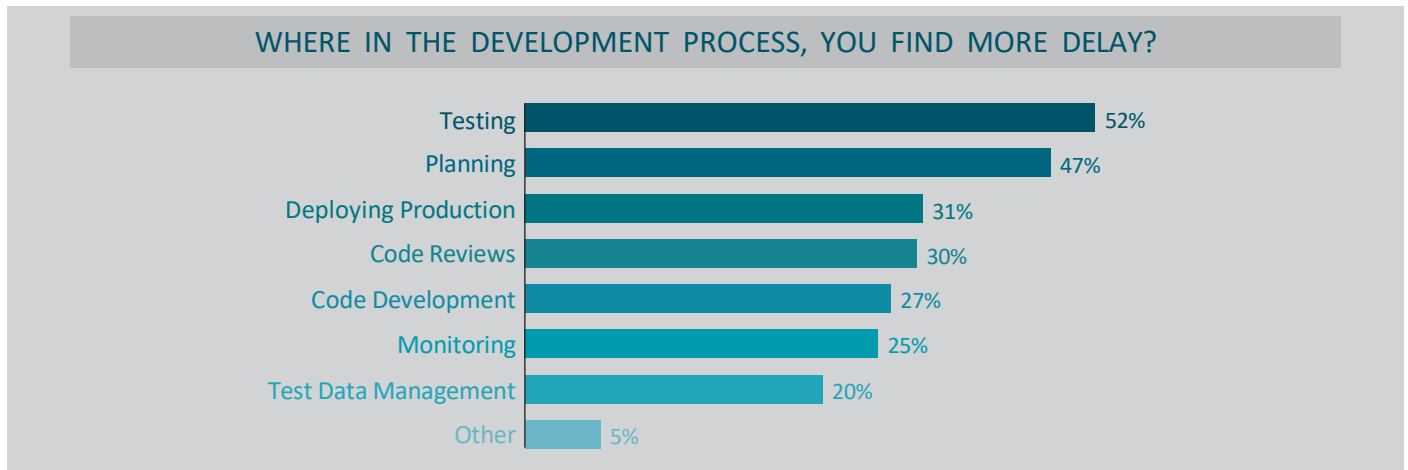 WHERE IN THE DEVELOPMENT PROCESS, YOU FIND MORE DELAY?
Testing 52%
Planning 47%
Deploying Production 31%
Code Reviews 30%
Code Development 27%
Monitoring 25%
Test Data Management 20%
Other 5%